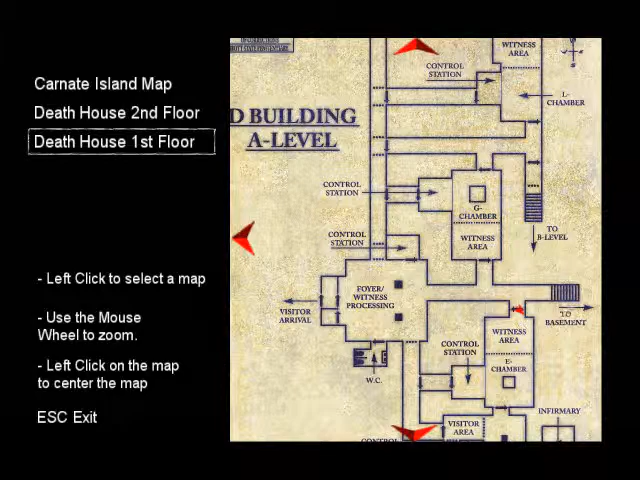 Carnate Island Map
Death House 2nd Floor
Death House 1st Floor
- Left Click to select a map
- Use the Mouse
Wheel to zoom.
- Left Click on the map
to center the map
ESC Exit
D BUILDING
A-LEVEL
WITNESS
AREA
CONTROL
STATION
L-
CHAMBER
CONTROL
STATION
G-
CHAMBER
WITNESS
AREA
TO
B-LEVEL
CONTROL
STATION
FOYER/
WITNESS
PROCESSING
VISITOR
ARRIVAL
TO
BASEMENT
WITNESS
AREA
CONTROL
STATION
E-
CHAMBER
W.C.
VISITOR
AREA
INFIRMARY
CONTROL